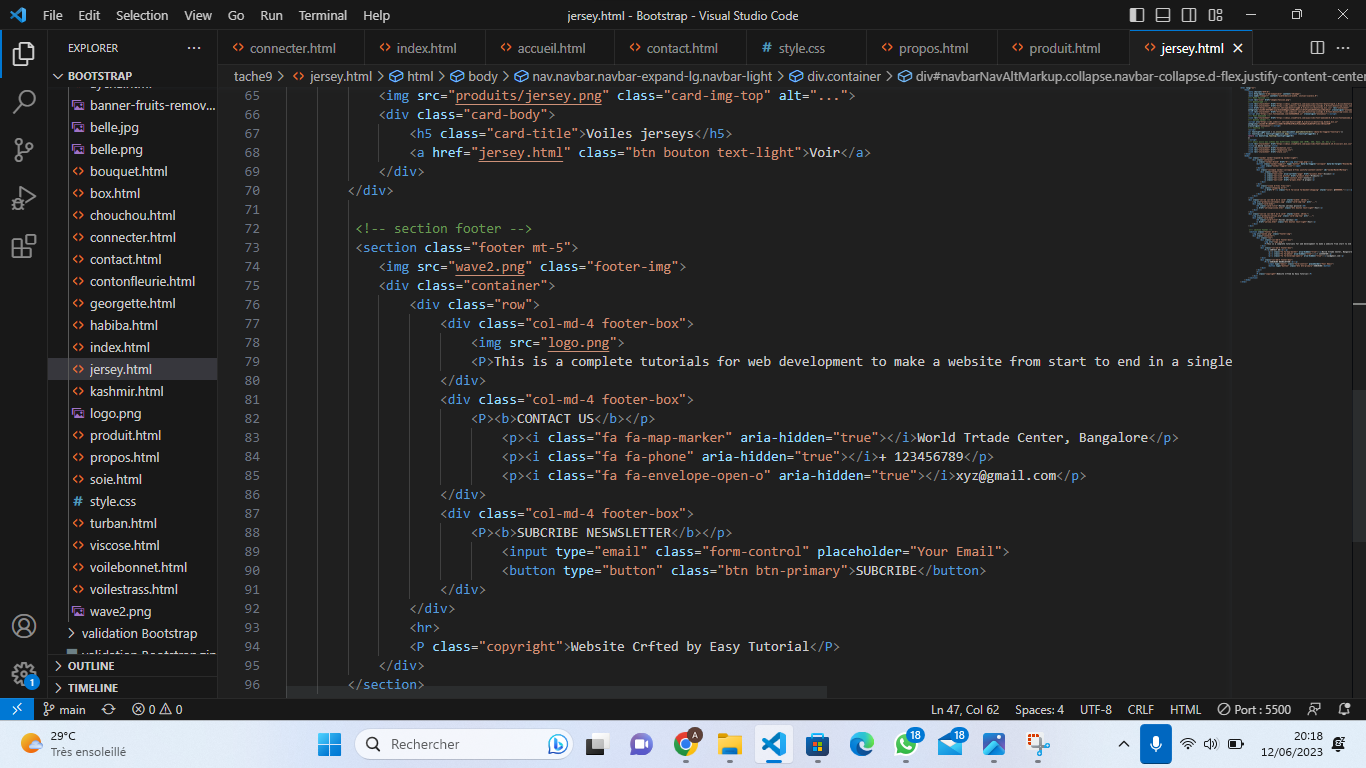 File Edit Selection View Go Run Terminal Help
jersey.html - Bootstrap - Visual Studio Code
EXPLORER
connecter.html index.html accueil.html contact.html style.css propos.html produit.html jersey.html
BOOTSTRAP
banner-fruits-remov...
belle.jpg
belle.png
bouquet.html
box.html
chouchou.html
connecter.html
contact.html
contonfleurie.html
georgette.html
habiba.html
index.html
jersey.html
kashmir.html
logo.png
produit.html
propos.html
soie.html
style.css
turban.html
viscose.html
voilebonnet.html
voilestrass.html
wave2.png
validation Bootstrap
OUTLINE
TIMELINE
tache9 > jersey.html > html > body > nav.navbar.navbar-expand-lg.navbar-light > div.container > div#navbarNavAltMarkup.collapse.navbar-collapse.d-flex.justify-content-center
65 <img src="produits/jersey.png" class="card-img-top" alt="...">
66 <div class="card-body">
67 <h5 class="card-title">Voiles jerseys</h5>
68 <a href="jersey.html" class="btn bouton text-light">Voir</a>
69 </div>
70 </div>
71
72 <!-- section footer -->
73 <section class="footer mt-5">
74 <img src="wave2.png" class="footer-img">
75 <div class="container">
76 <div class="row">
77 <div class="col-md-4 footer-box">
78 <img src="logo.png">
79 <P>This is a complete tutorials for web development to make a website from start to end in a single
80 </div>
81 <div class="col-md-4 footer-box">
82 <P><b>CONTACT US</b></p>
83 <p><i class="fa fa-map-marker" aria-hidden="true"></i>World Trtade Center, Bangalore</p>
84 <p><i class="fa fa-phone" aria-hidden="true"></i>+ 123456789</p>
85 <p><i class="fa fa-envelope-open-o" aria-hidden="true"></i>xyz@gmail.com</p>
86 </div>
87 <div class="col-md-4 footer-box">
88 <P><b>SUBCRIBE NESWSLETTER</b></p>
89 <input type="email" class="form-control" placeholder="Your Email">
90 <button type="button" class="btn btn-primary">SUBCRIBE</button>
91 </div>
92 </div>
93 <hr>
94 <P class="copyright">Website Crfted by Easy Tutorial</P>
95 </div>
96 </section>
1
main 0 0 Ln 47, Col 62 Spaces: 4 UTF-8 CRLF HTML Port : 5500
29°C
Très ensoleillé
Rechercher
A
18
18
20:18
12/06/2023